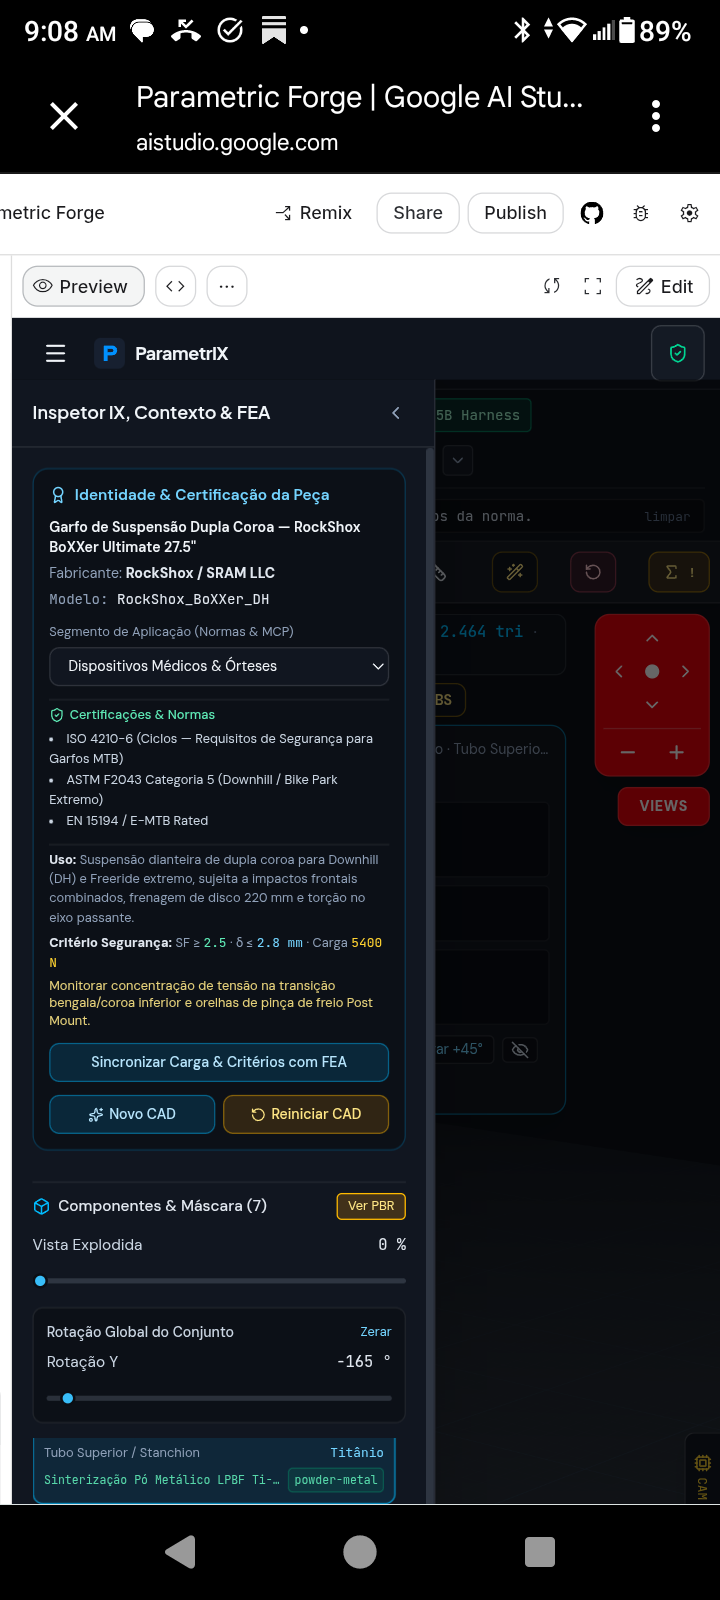 9:08 AM
89%
Parametric Forge | Google AI Stu...
aistudio.google.com
metric Forge
Remix
Share
Publish
Preview
Edit
P ParametrIX
Inspetor IX, Contexto & FEA
5B Harness
os da norma.
limpar
Σ !
2.464 tri ·
BS
o · Tubo Superio...
VIEWS
ar +45°
CAM
Identidade & Certificação da Peça
Garfo de Suspensão Dupla Coroa — RockShox
BoXXer Ultimate 27.5"
Fabricante: RockShox / SRAM LLC
Modelo: RockShox_BoXXer_DH
Segmento de Aplicação (Normas & MCP)
Dispositivos Médicos & Órteses
Certificações & Normas
• ISO 4210-6 (Ciclos — Requisitos de Segurança para
Garfos MTB)
• ASTM F2043 Categoria 5 (Downhill / Bike Park
Extremo)
• EN 15194 / E-MTB Rated
Uso: Suspensão dianteira de dupla coroa para Downhill
(DH) e Freeride extremo, sujeita a impactos frontais
combinados, frenagem de disco 220 mm e torção no
eixo passante.
Critério Segurança: SF ≥ 2.5 · δ ≤ 2.8 mm · Carga 5400
N
Monitorar concentração de tensão na transição
bengala/coroa inferior e orelhas de pinça de freio Post
Mount.
Sincronizar Carga & Critérios com FEA
Novo CAD
Reiniciar CAD
Componentes & Máscara (7)
Ver PBR
Vista Explodida
0 %
Rotação Global do Conjunto
Zerar
Rotação Y
-165 °
Tubo Superior / Stanchion
Titânio
Sinterização Pó Metálico LPBF Ti-…
powder-metal